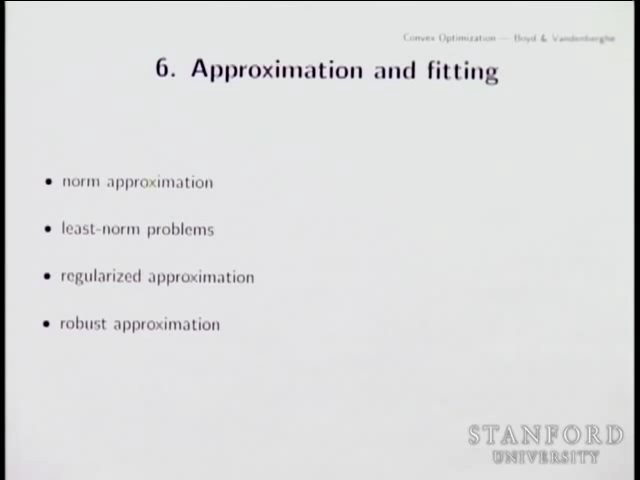 Convex Optimization — Boyd & Vandenberghe
6. Approximation and fitting
• norm approximation
• least-norm problems
• regularized approximation
• robust approximation
STANFORD
UNIVERSITY